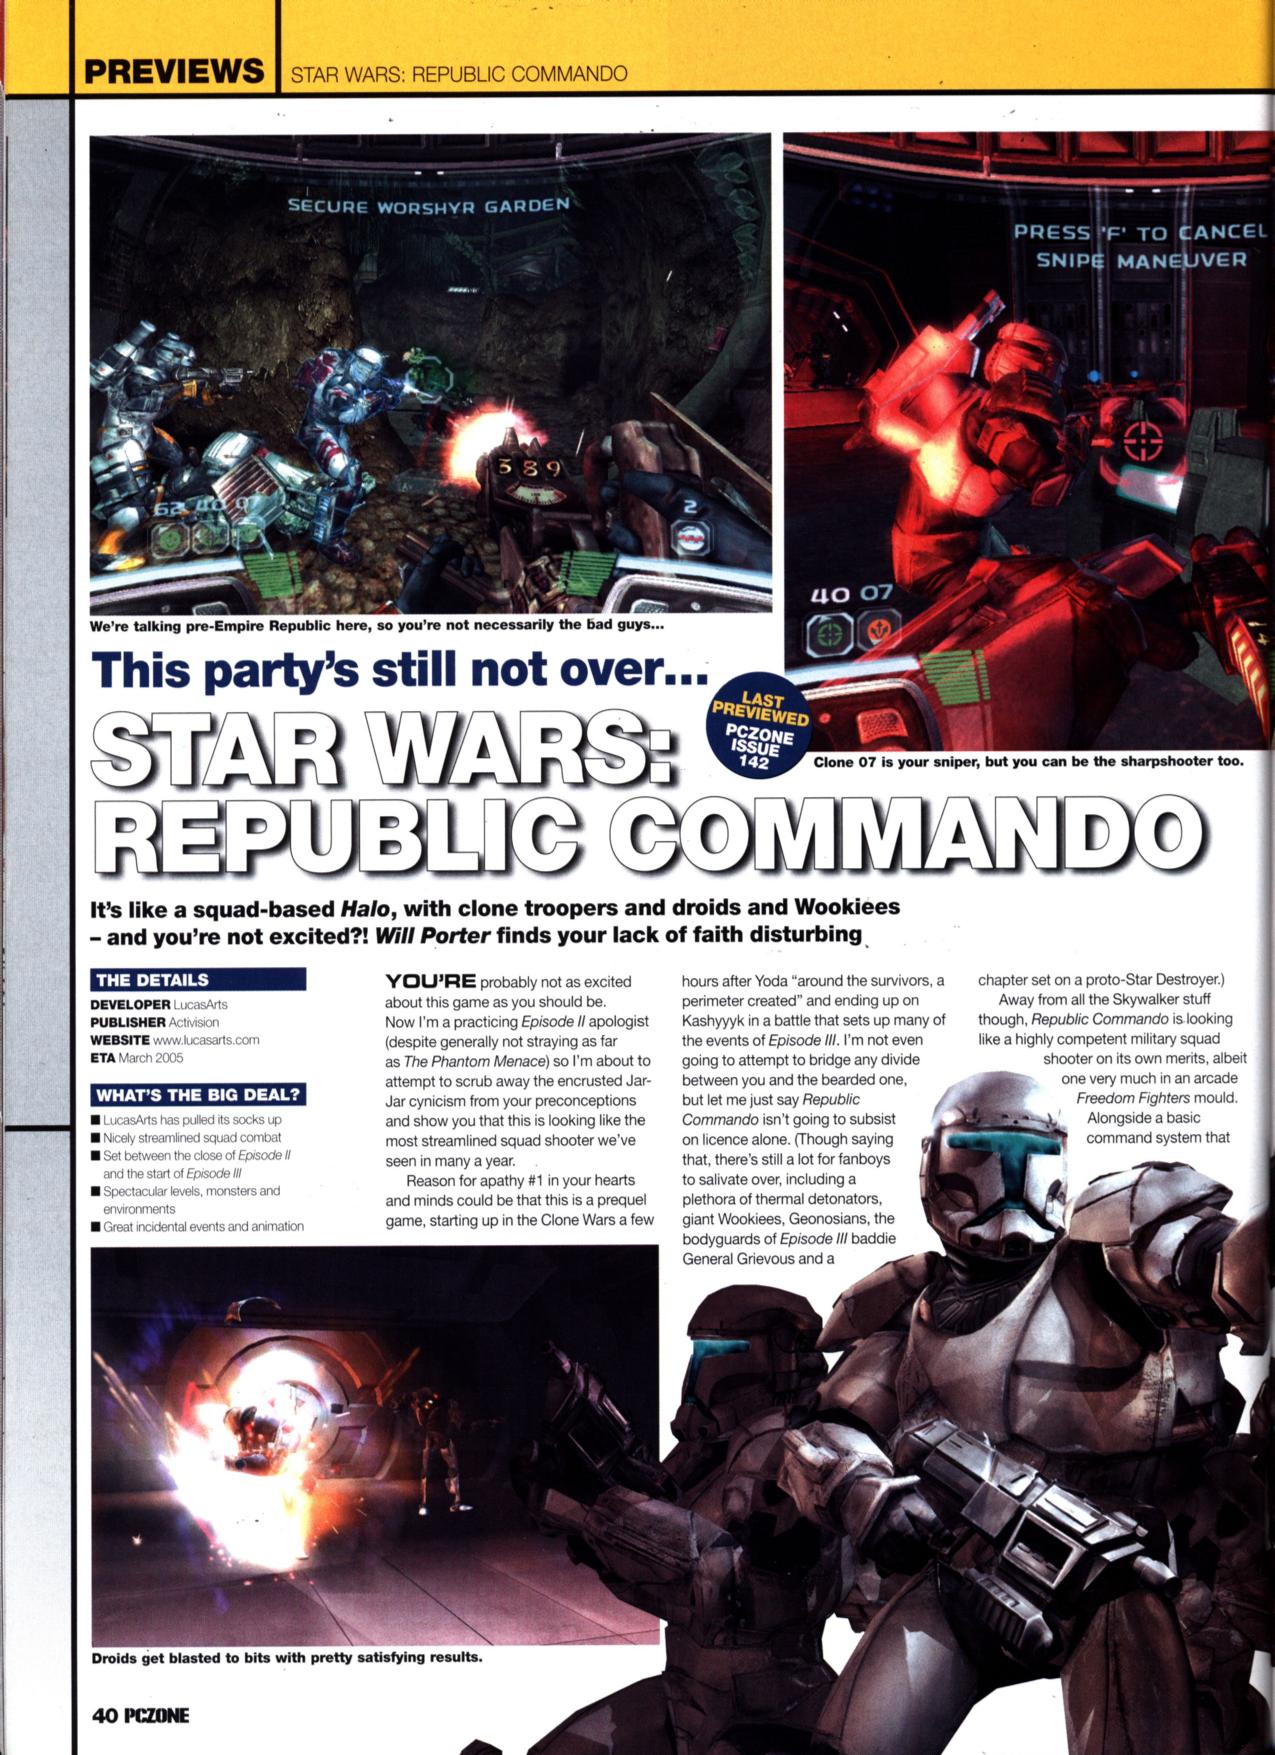 PREVIEWS STAR WARS: REPUBLIC COMMANDO
SECURE WORSHYR GARDEN
389
62 40 07
2
PRESS 'F' TO CANCEL
SNIPE MANEUVER
40 07
We're talking pre-Empire Republic here, so you're not necessarily the bad guys...
Clone 07 is your sniper, but you can be the sharpshooter too.
This party's still not over...
LAST
PREVIEWED
PCZONE
ISSUE
142
STAR WARS:
REPUBLIC COMMANDO
It's like a squad-based Halo, with clone troopers and droids and Wookiees
– and you're not excited?! Will Porter finds your lack of faith disturbing
THE DETAILS
DEVELOPER LucasArts
PUBLISHER Activision
WEBSITE www.lucasarts.com
ETA March 2005
WHAT'S THE BIG DEAL?
■ LucasArts has pulled its socks up
■ Nicely streamlined squad combat
■ Set between the close of Episode II
and the start of Episode III
■ Spectacular levels, monsters and
environments
■ Great incidental events and animation
YOU'RE probably not as excited
about this game as you should be.
Now I'm a practicing Episode II apologist
(despite generally not straying as far
as The Phantom Menace) so I'm about to
attempt to scrub away the encrusted Jar-
Jar cynicism from your preconceptions
and show you that this is looking like the
most streamlined squad shooter we've
seen in many a year.
Reason for apathy #1 in your hearts
and minds could be that this is a prequel
game, starting up in the Clone Wars a few
hours after Yoda “around the survivors, a
perimeter created” and ending up on
Kashyyyk in a battle that sets up many of
the events of Episode III. I'm not even
going to attempt to bridge any divide
between you and the bearded one,
but let me just say Republic
Commando isn't going to subsist
on licence alone. (Though saying
that, there's still a lot for fanboys
to salivate over, including a
plethora of thermal detonators,
giant Wookiees, Geonosians, the
bodyguards of Episode III baddie
General Grievous and a
chapter set on a proto-Star Destroyer.)
Away from all the Skywalker stuff
though, Republic Commando is looking
like a highly competent military squad
shooter on its own merits, albeit
one very much in an arcade
Freedom Fighters mould.
Alongside a basic
command system that
Droids get blasted to bits with pretty satisfying results.
40 PCZONE